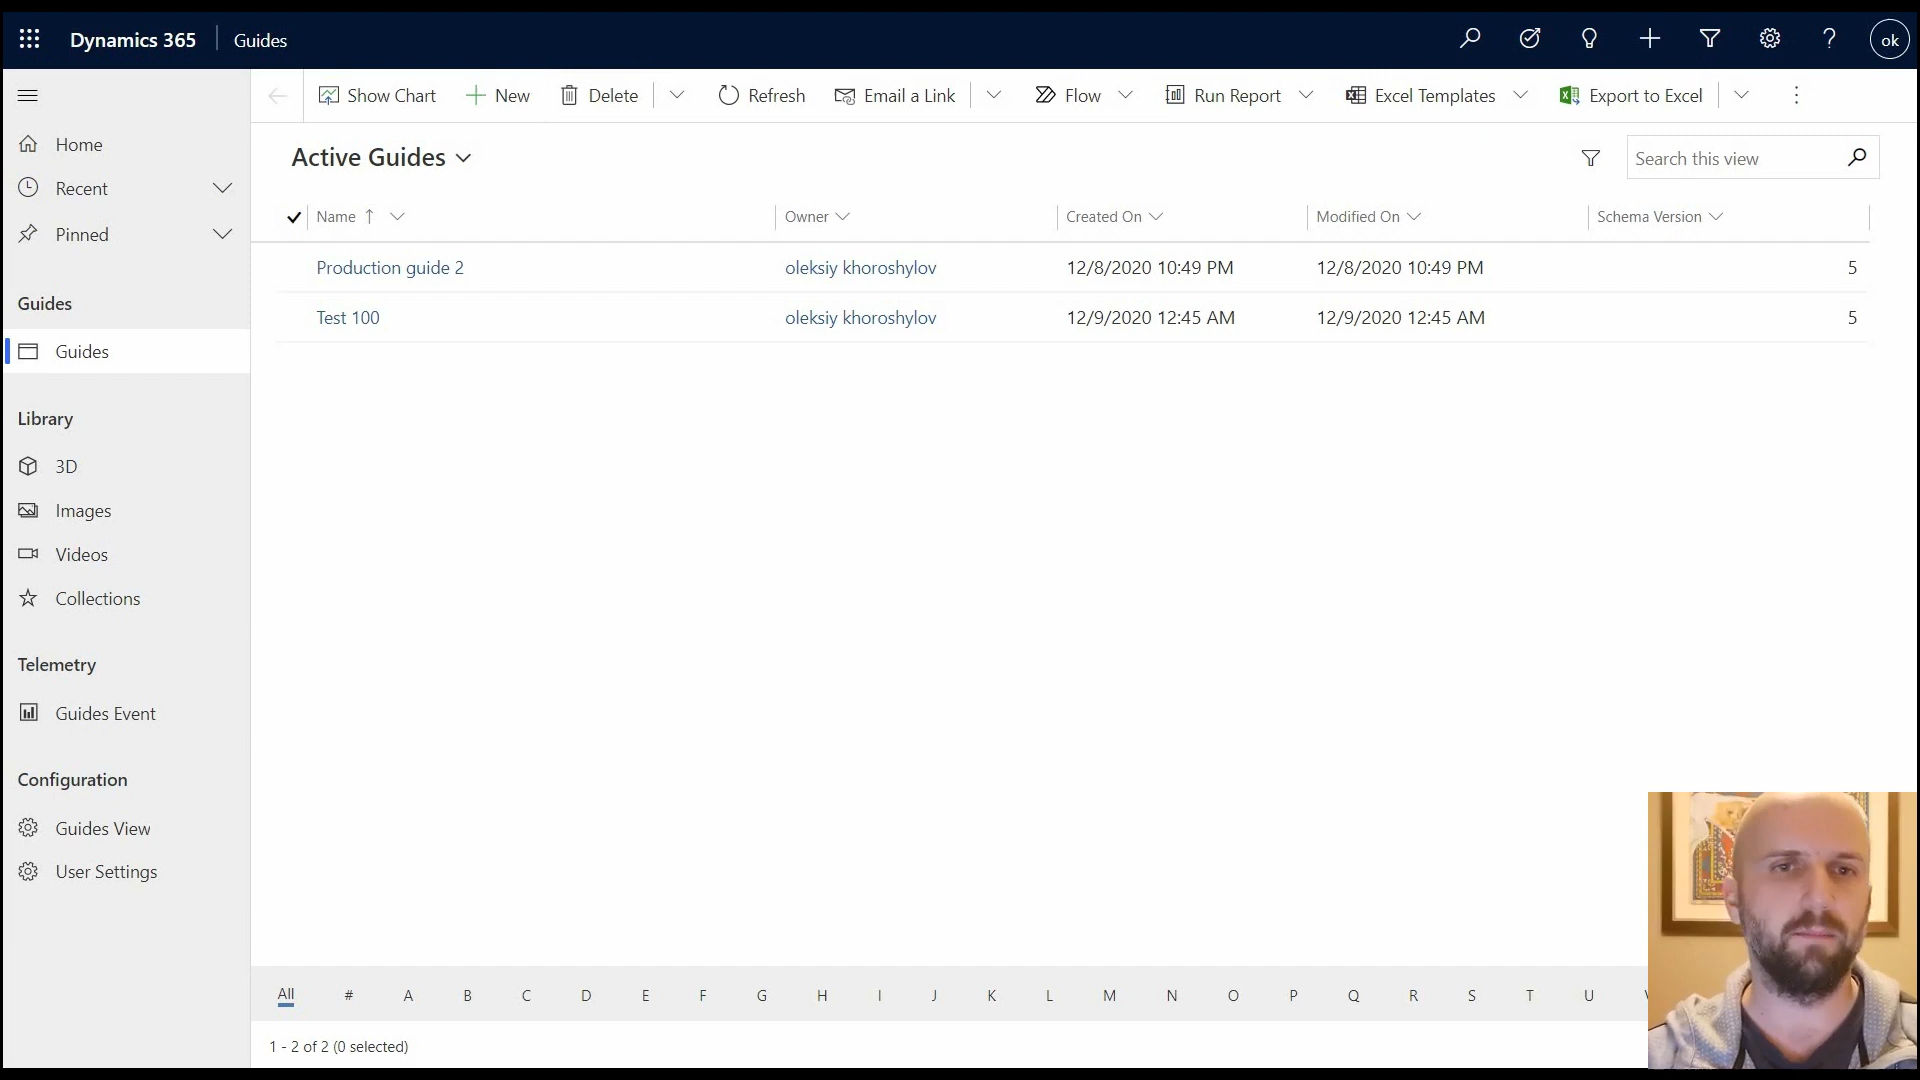 Dynamics 365 Guides
ok
Show Chart New Delete Refresh Email a Link Flow Run Report Excel Templates Export to Excel
Home
Recent
Pinned
Guides
Guides
Library
3D
Images
Videos
Collections
Telemetry
Guides Event
Configuration
Guides View
User Settings
Active Guides
Search this view
Name Owner Created On Modified On Schema Version
Production guide 2 oleksiy khoroshylov 12/8/2020 10:49 PM 12/8/2020 10:49 PM 5
Test 100 oleksiy khoroshylov 12/9/2020 12:45 AM 12/9/2020 12:45 AM 5
All # A B C D E F G H I J K L M N O P Q R S T U
1 - 2 of 2 (0 selected)